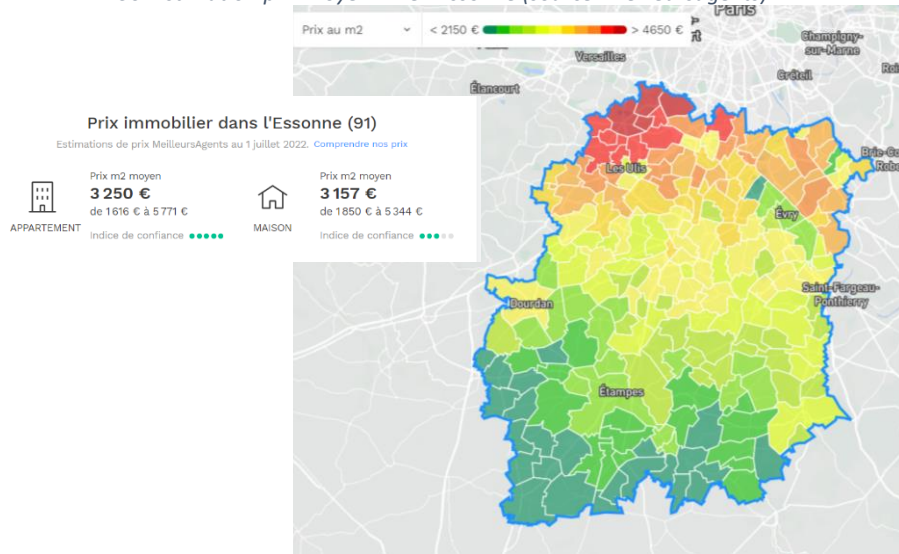 Prix au m2
< 2150 €
> 4650 €
Paris
Versailles
Champigny-
sur-Marne
Créteil
Élancourt
Prix immobilier dans l'Essonne (91)
Estimations de prix MeilleursAgents au 1 juillet 2022. Comprendre nos prix
Prix m2 moyen
3 250 €
de 1 616 € à 5 771 €
APPARTEMENT
Indice de confiance
Prix m2 moyen
3 157 €
de 1 850 € à 5 344 €
MAISON
Indice de confiance
Les Ulis
Brie-Co
Robe
Évry
Dourdan
Saint-Fargeau-
Ponthierry
Étampes